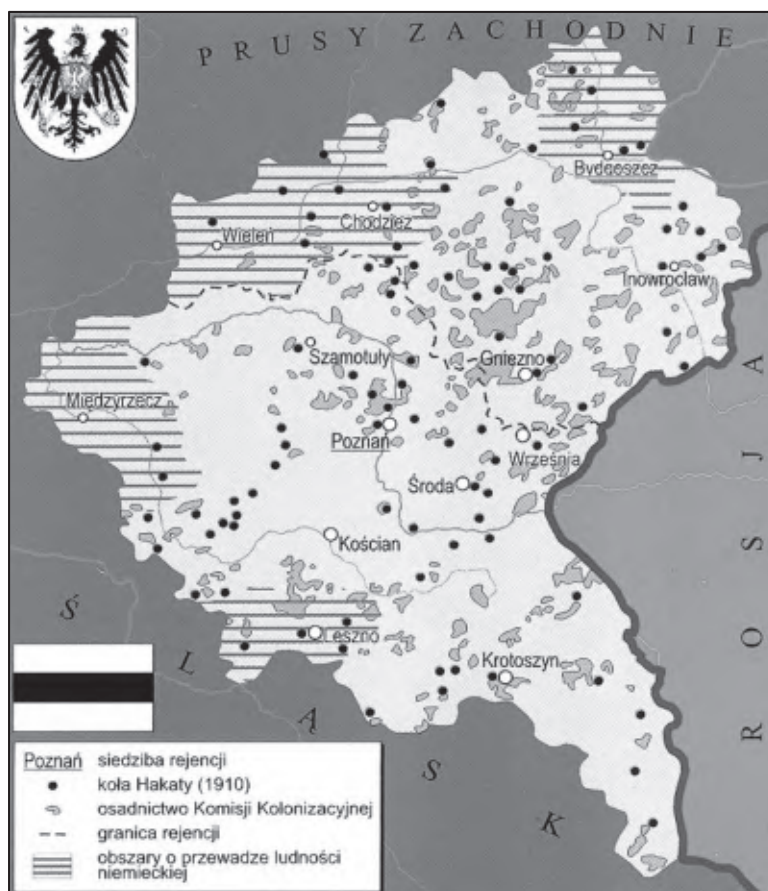 PRUSY ZACHODNIE
Bydgoszcz
Chodzież
Wieleń
Inowrocław
Szamotuły
Gniezno
Międzyrzecz
Poznań
Września
Środa
Kościan
Leszno
Krotoszyn
ŚLĄSK
ROSJA
Poznań siedziba rejencji
koła Hakaty (1910)
osadnictwo Komisji Kolonizacyjnej
granica rejencji
obszary o przewadze ludności
niemieckiej